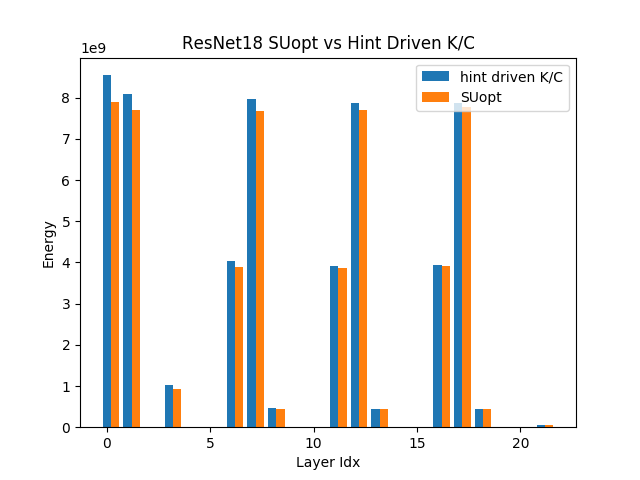 ResNet18 SUopt vs Hint Driven K/C
1e9
hint driven K/C
SUopt
8
7
6
5
4
3
2
1
0
Energy
0 5 10 15 20
Layer Idx